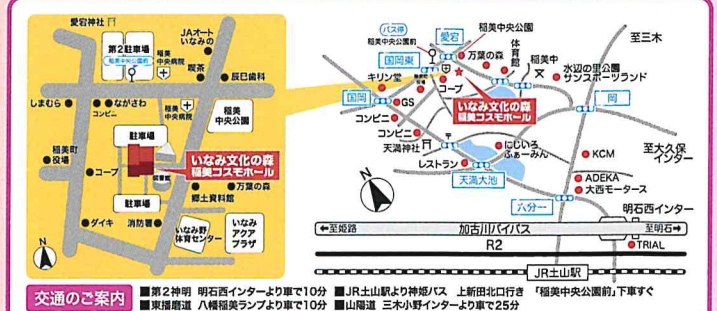 愛宕神社
第2駐車場
稲美中央公園前
稲美
中央病院
JAオート
いなみの
喫茶
辰巳歯科
しまむら
コンビニ
ながさわ
稲美
中央病院
稲美
中央公園
駐車場
稲美町
役場
いなみ文化の森
稲美コスモホール
コープ
図書館
万葉の森
郷土資料館
駐車場
ダイキ
消防署
いなみ野
体育センター
いなみ
アクア
プラザ
N
バス停
稲美中央公園前
愛宕
稲美中央公園
万葉の森
体育館
稲美中
至三木
国岡東
水辺の里公園
サンスポーツランド
キリン堂
コープ
国岡
GS
いなみ文化の森
稲美コスモホール
岡
コンビニ
コンビニ
天満神社
にじいろ
ふぁーみん
レストラン
KCM
至大久保
インター
天満大池
ADEKA
大西モータース
六分一
明石西インター
N
←至姫路
加古川バイパス
至明石→
R2
TRIAL
JR土山駅
交通のご案内
■第2神明 明石西インターより車で10分 ■JR土山駅より神姫バス 上新田北口行き 「稲美中央公園前」下車すぐ
■東播磨道 八幡稲美ランプより車で10分 ■山陽道 三木小野インターより車で25分